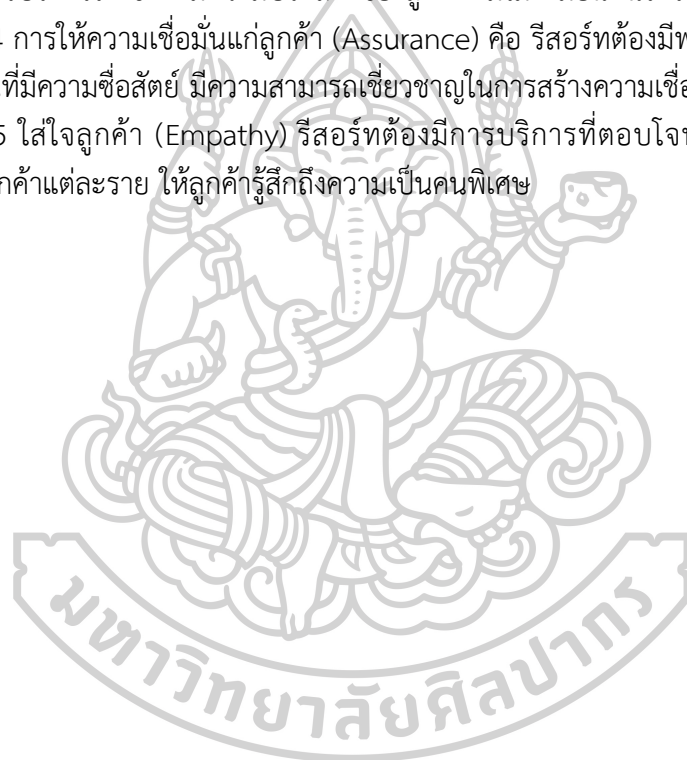 การให้ความเชื่อมั่นแก่ลูกค้า (Assurance) คือ รีสอร์ทต้องมีพ
ที่มีความซื่อสัตย์ มีความสามารถเชี่ยวชาญในการสร้างความเชื่อ
5 ใส่ใจลูกค้า (Empathy) รีสอร์ทต้องมีการบริการที่ตอบโจท
กค้าแต่ละราย ให้ลูกค้ารู้สึกถึงความเป็นคนพิเศษ
มหาวิทยาลัยศิลปากร